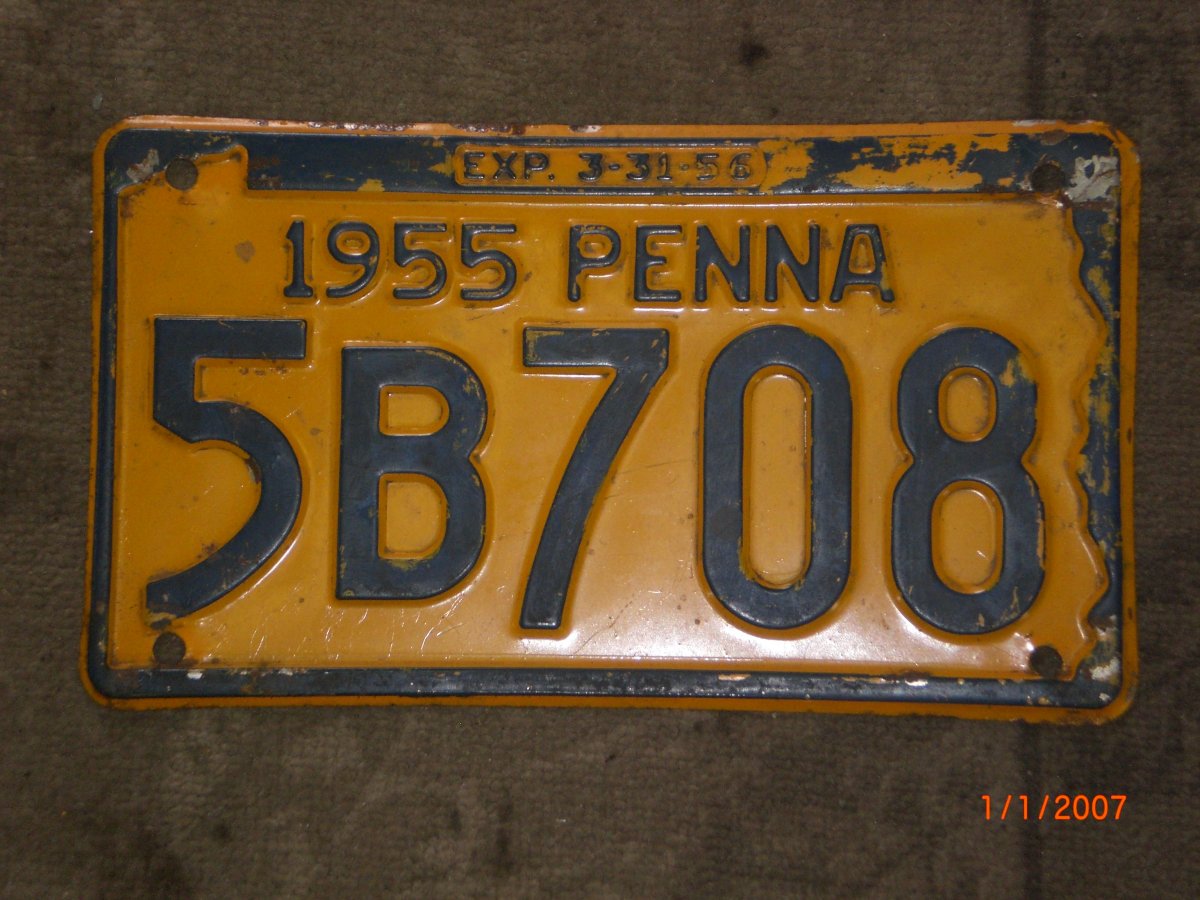 EXP. 3-31-56
1955 PENNA
5B708
1/1/2007